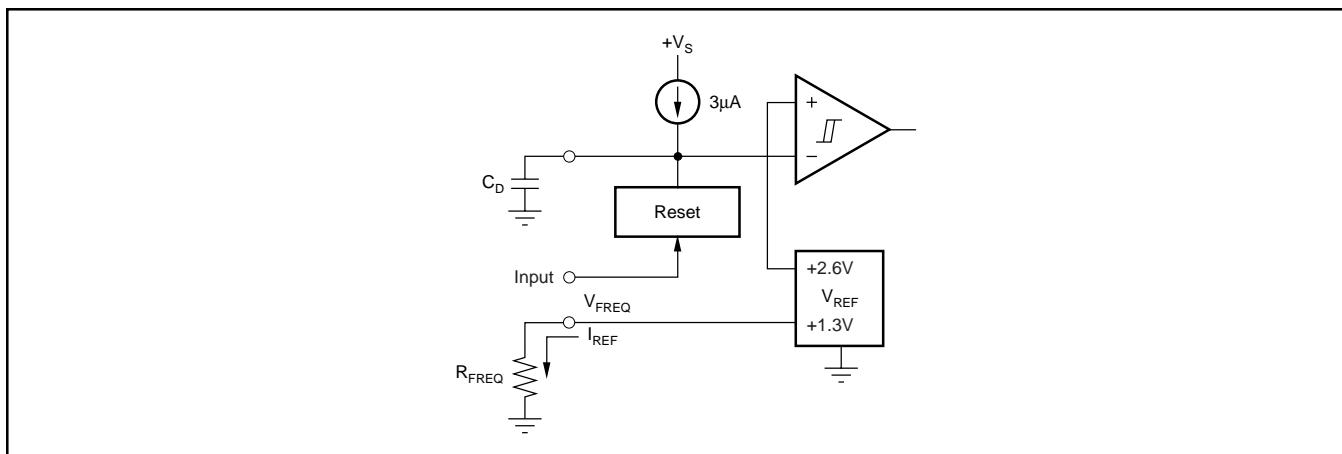 +VS
3μA
+
−
CD
Reset
Input
+2.6V
VFREQ
VREF
+1.3V
IREF
RFREQ